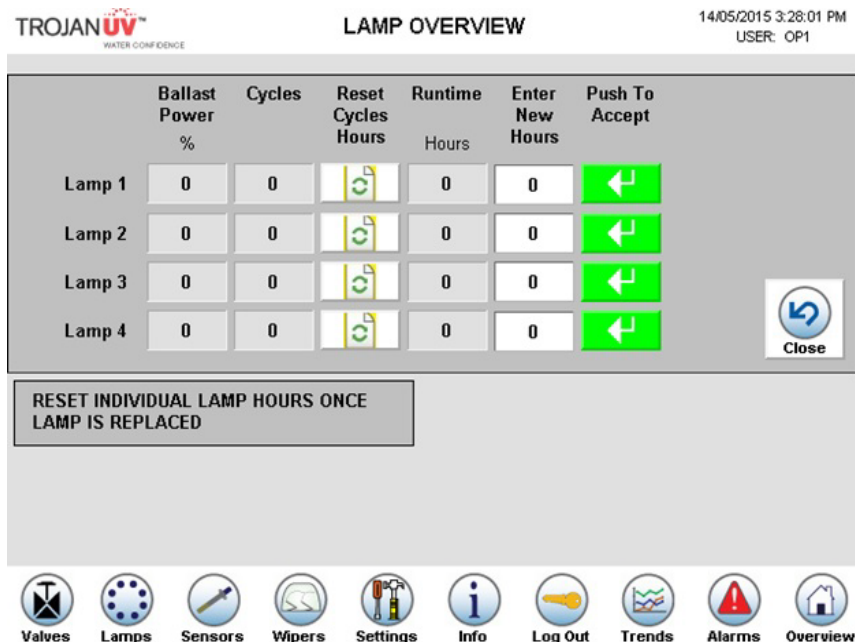 TROJANUV™
WATER CONFIDENCE
LAMP OVERVIEW
14/05/2015 3:28:01 PM
USER: OP1
Ballast Power % Cycles Reset Cycles Hours Runtime Hours Enter New Hours Push To Accept
Lamp 1 0 0 0 0
Lamp 2 0 0 0 0
Lamp 3 0 0 0 0
Lamp 4 0 0 0 0
Close
RESET INDIVIDUAL LAMP HOURS ONCE
LAMP IS REPLACED
Valves Lamps Sensors Wipers Settings Info Log Out Trends Alarms Overview